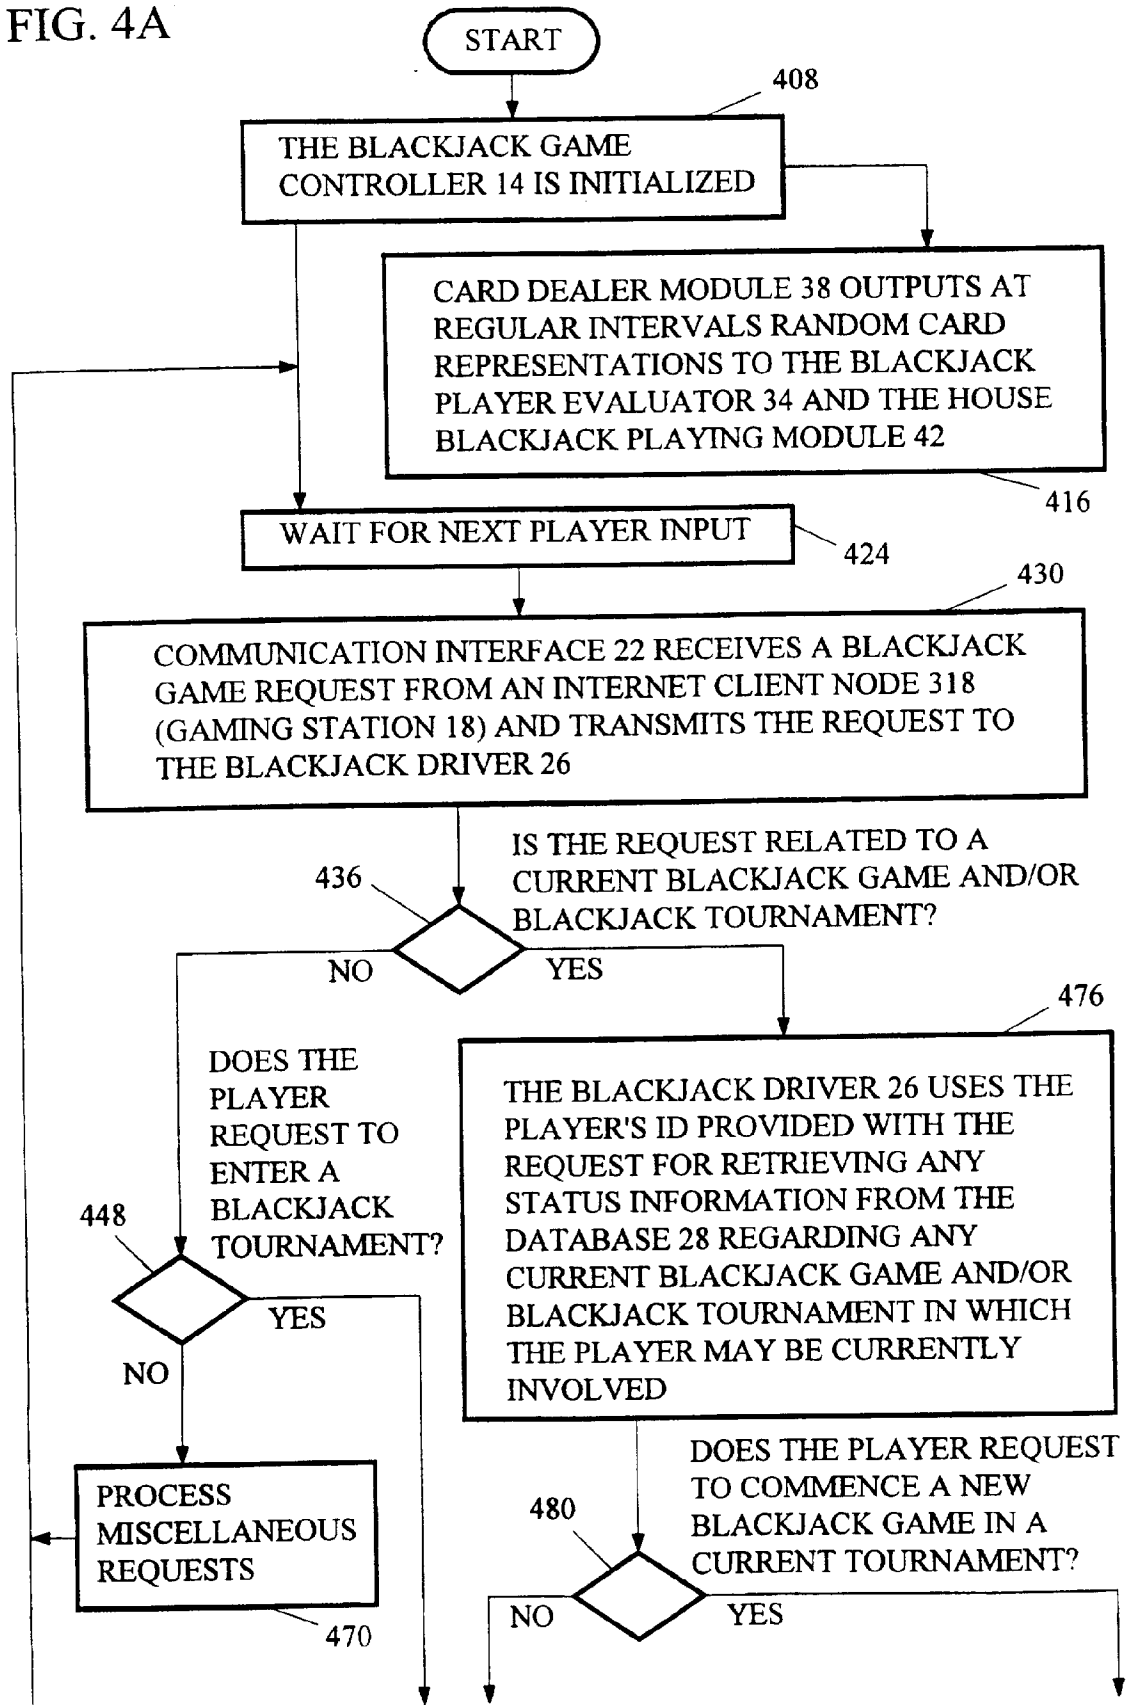 FIG. 4A
START
408
THE BLACKJACK GAME
CONTROLLER 14 IS INITIALIZED
CARD DEALER MODULE 38 OUTPUTS AT
REGULAR INTERVALS RANDOM CARD
REPRESENTATIONS TO THE BLACKJACK
PLAYER EVALUATOR 34 AND THE HOUSE
BLACKJACK PLAYING MODULE 42
416
WAIT FOR NEXT PLAYER INPUT
424
430
COMMUNICATION INTERFACE 22 RECEIVES A BLACKJACK
GAME REQUEST FROM AN INTERNET CLIENT NODE 318
(GAMING STATION 18) AND TRANSMITS THE REQUEST TO
THE BLACKJACK DRIVER 26
IS THE REQUEST RELATED TO A
CURRENT BLACKJACK GAME AND/OR
BLACKJACK TOURNAMENT?
436
NO
YES
476
DOES THE
PLAYER
REQUEST TO
ENTER A
BLACKJACK
TOURNAMENT?
448
YES
NO
THE BLACKJACK DRIVER 26 USES THE
PLAYER'S ID PROVIDED WITH THE
REQUEST FOR RETRIEVING ANY
STATUS INFORMATION FROM THE
DATABASE 28 REGARDING ANY
CURRENT BLACKJACK GAME AND/OR
BLACKJACK TOURNAMENT IN WHICH
THE PLAYER MAY BE CURRENTLY
INVOLVED
PROCESS
MISCELLANEOUS
REQUESTS
470
DOES THE PLAYER REQUEST
TO COMMENCE A NEW
BLACKJACK GAME IN A
CURRENT TOURNAMENT?
480
NO
YES